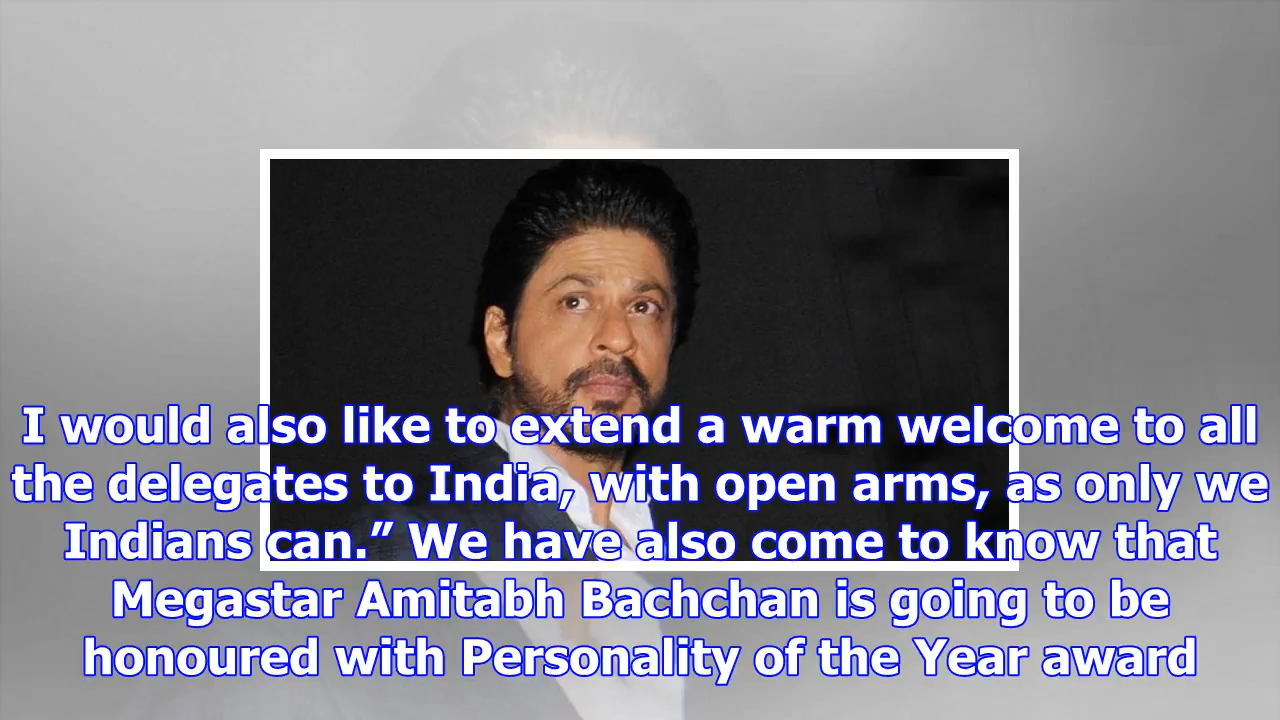 I would also like to extend a warm welcome to all
the delegates to India, with open arms, as only we
Indians can.” We have also come to know that
Megastar Amitabh Bachchan is going to be
honoured with Personality of the Year award